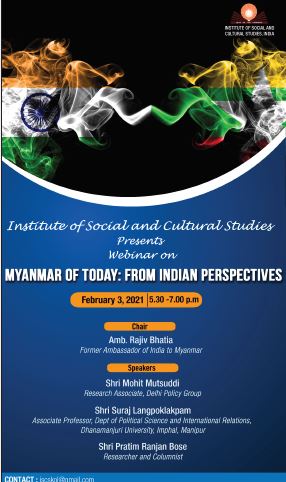 INSTITUTE OF SOCIAL AND
CULTURAL STUDIES, INDIA
Institute of Social and Cultural Studies
Presents
Webinar on
MYANMAR OF TODAY: FROM INDIAN PERSPECTIVES
February 3, 2021 5.30 -7.00 p.m
Chair
Amb. Rajiv Bhatia
Former Ambassador of India to Myanmar
Speakers
Shri Mohit Mutsuddi
Research Associate, Delhi Policy Group
Shri Suraj Langpoklakpam
Associate Professor, Dept of Political Science and International Relations,
Dhanamanjuri University, Imphal, Manipur
Shri Pratim Ranjan Bose
Researcher and Columnist
CONTACT : iscskol@gmail.com